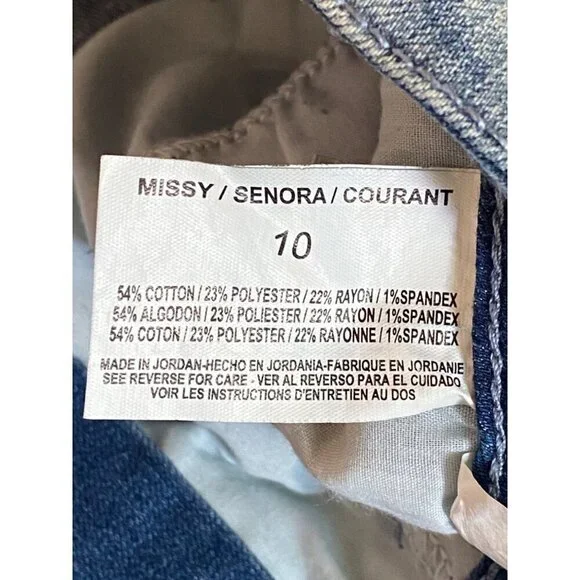 MISSY / SENORA / COURANT
10
54% COTTON / 23% POLYESTER / 22% RAYON / 1%SPANDEX
54% ALGODON / 23% POLIESTER / 22% RAYON / 1%SPANDEX
54% COTON / 23% POLYESTER / 22% RAYONNE / 1%SPANDEX
MADE IN JORDAN-HECHO EN JORDANIA-FABRIQUE EN JORDANIE
SEE REVERSE FOR CARE - VER AL REVERSO PARA EL CUIDADO
VOIR LES INSTRUCTIONS D'ENTRETIEN AU DOS